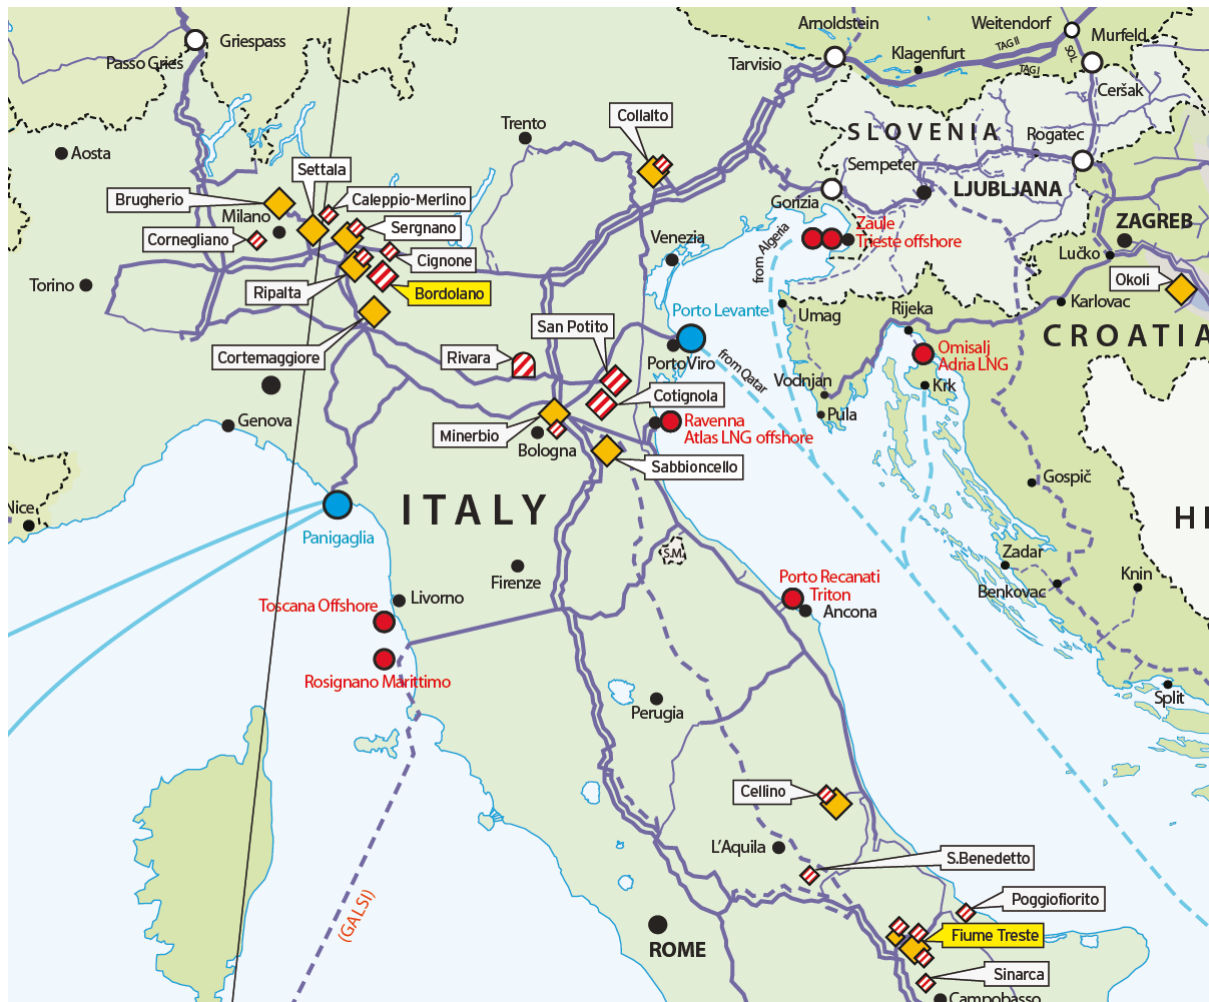 Arnoldstein
Weitendorf
Griespass
Murfeld
TAG II
SOL
Klagenfurt
Passo Gries
Tarvisio
TAG I
Ceršak
Collalto
Trento
SLOVENIA
Rogatec
Aosta
Settala
Sempeter
LJUBLJANA
Brugherio
Caleppio-Merlino
Gorizia
Milano
Sergnano
Zaule
ZAGREB
Cornegliano
Venezia
from Algeria
Trieste offshore
Cignone
Lučko
Torino
Ripalta
Bordolano
Okoli
Karlovac
Porto Levante
Umag
Rijeka
San Potito
CROATIA
Cortemaggiore
Rivara
Porto Viro
Omisalj
Adria LNG
from Qatar
Vodnjan
Krk
Cotignola
Genova
Pula
Ravenna
Minerbio
Atlas LNG offshore
Bologna
Sabbioncello
Gospič
ITALY
Nice
HE
Panigaglia
S.M.
Zadar
Firenze
Porto Recanati
Knin
Triton
Benkovac
Toscana Offshore
Livorno
Ancona
Rosignano Marittimo
Split
Perugia
Cellino
L'Aquila
S.Benedetto
Poggiofiorito
(GALSI)
Fiume Treste
ROME
Sinarca
Campobasso